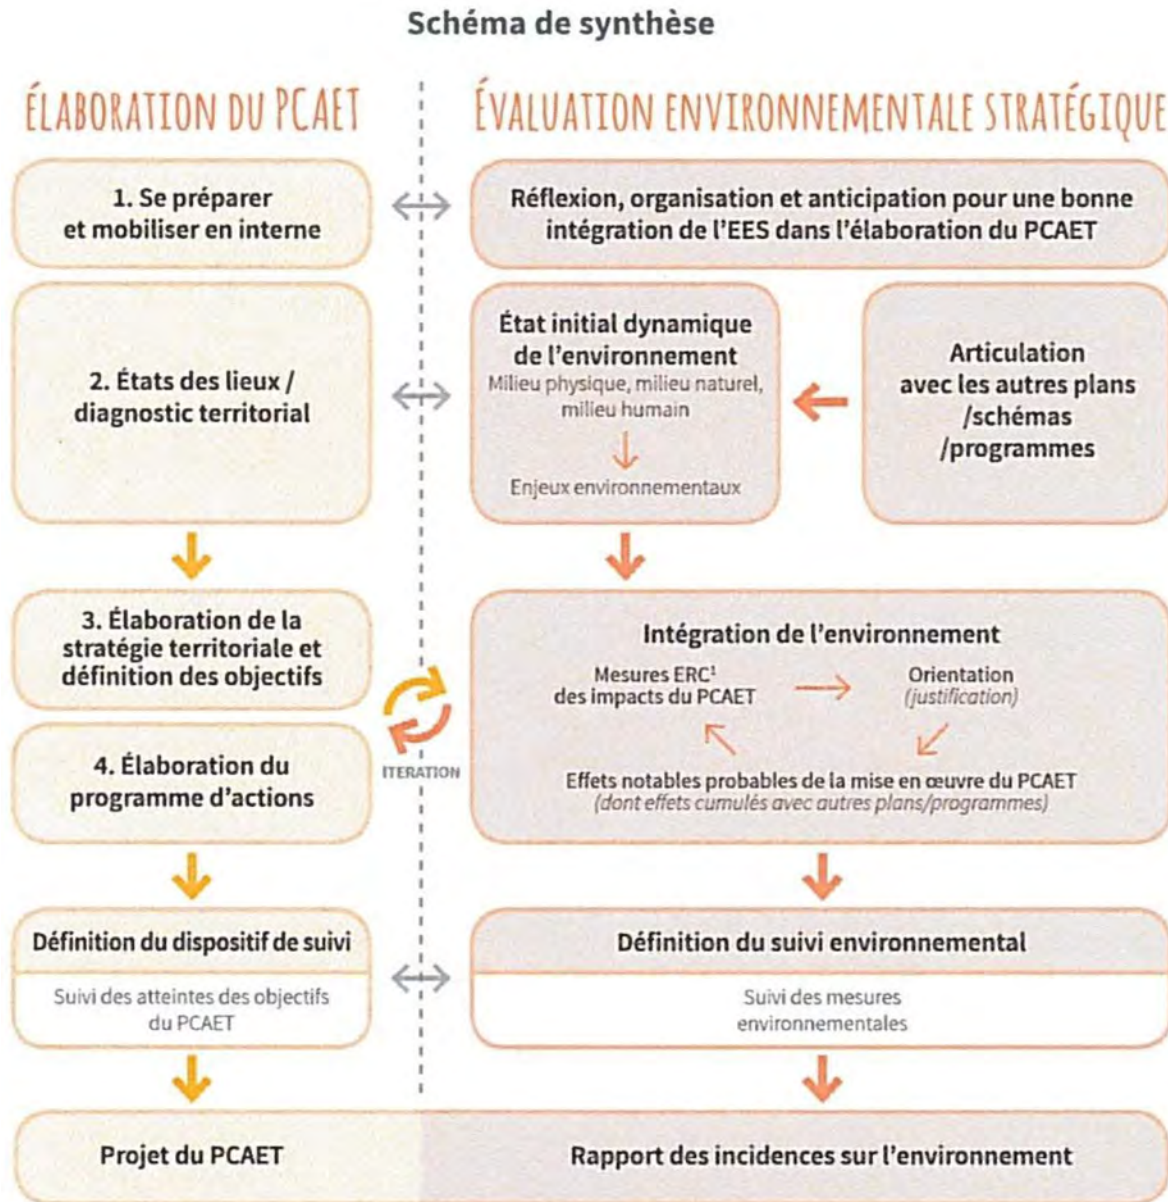 Schéma de synthèse
ÉLABORATION DU PCAET
ÉVALUATION ENVIRONNEMENTALE STRATÉGIQUE
1. Se préparer
et mobiliser en interne
Réflexion, organisation et anticipation pour une bonne
intégration de l'EES dans l'élaboration du PCAET
2. États des lieux /
diagnostic territorial
État initial dynamique
de l'environnement
Milieu physique, milieu naturel,
milieu humain
Enjeux environnementaux
Articulation
avec les autres plans
/schémas
/programmes
3. Élaboration de la
stratégie territoriale et
définition des objectifs
4. Élaboration du
programme d'actions
ITERATION
Intégration de l'environnement
Mesures ERC¹
des impacts du PCAET
Orientation
(justification)
Effets notables probables de la mise en œuvre du PCAET
(dont effets cumulés avec autres plans/programmes)
Définition du dispositif de suivi
Suivi des atteintes des objectifs
du PCAET
Définition du suivi environnemental
Suivi des mesures
environnementales
Projet du PCAET
Rapport des incidences sur l'environnement